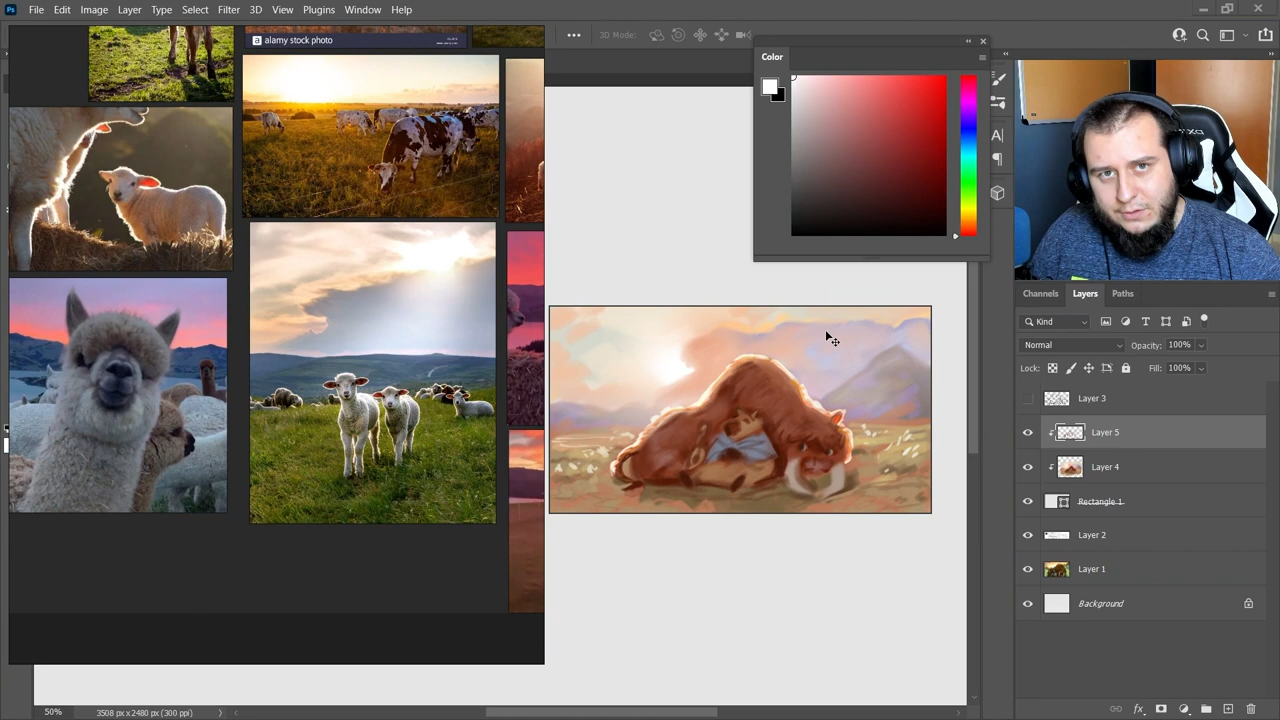 Ps File Edit Image Layer Type Select Filter 3D View Plugins Window Help
3D Mode:
a alamy stock photo
Color
Channels Layers Paths
Kind
Normal Opacity: 100%
Lock: Fill: 100%
Layer 3
Layer 5
Layer 4
Rectangle 1
Layer 2
Layer 1
Background
50% 3508 px x 2480 px (300 ppi)